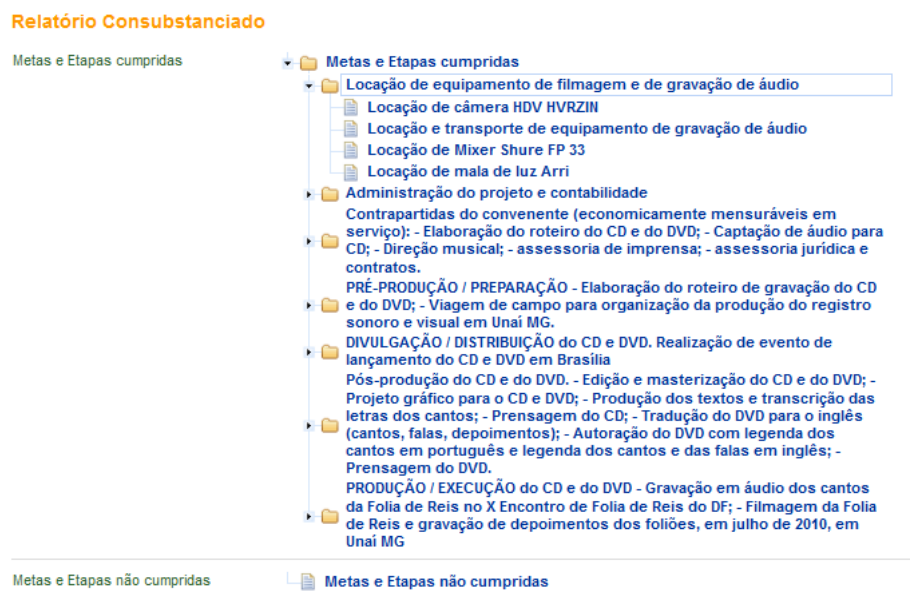 Relatório Consubstanciado
Metas e Etapas cumpridas
Metas e Etapas cumpridas
Locação de equipamento de filmagem e de gravação de áudio
Locação de câmera HDV HVRZIN
Locação e transporte de equipamento de gravação de áudio
Locação de Mixer Shure FP 33
Locação de mala de luz Arri
Administração do projeto e contabilidade
Contrapartidas do convenente (economicamente mensuráveis em
serviço): - Elaboração do roteiro do CD e do DVD; - Captação de áudio para
CD; - Direção musical; - assessoria de imprensa; - assessoria jurídica e
contratos.
PRÉ-PRODUÇÃO / PREPARAÇÃO - Elaboração do roteiro de gravação do CD
e do DVD; - Viagem de campo para organização da produção do registro
sonoro e visual em Unaí MG.
DIVULGAÇÃO / DISTRIBUIÇÃO do CD e DVD. Realização de evento de
lançamento do CD e DVD em Brasília
Pós-produção do CD e do DVD. - Edição e masterização do CD e do DVD; -
Projeto gráfico para o CD e DVD; - Produção dos textos e transcrição das
letras dos cantos; - Prensagem do CD; - Tradução do DVD para o inglês
(cantos, falas, depoimentos); - Autoração do DVD com legenda dos
cantos em português e legenda dos cantos e das falas em inglês; -
Prensagem do DVD.
PRODUÇÃO / EXECUÇÃO do CD e do DVD - Gravação em áudio dos cantos
da Folia de Reis no X Encontro de Folia de Reis do DF; - Filmagem da Folia
de Reis e gravação de depoimentos dos foliões, em julho de 2010, em
Unaí MG
Metas e Etapas não cumpridas
Metas e Etapas não cumpridas